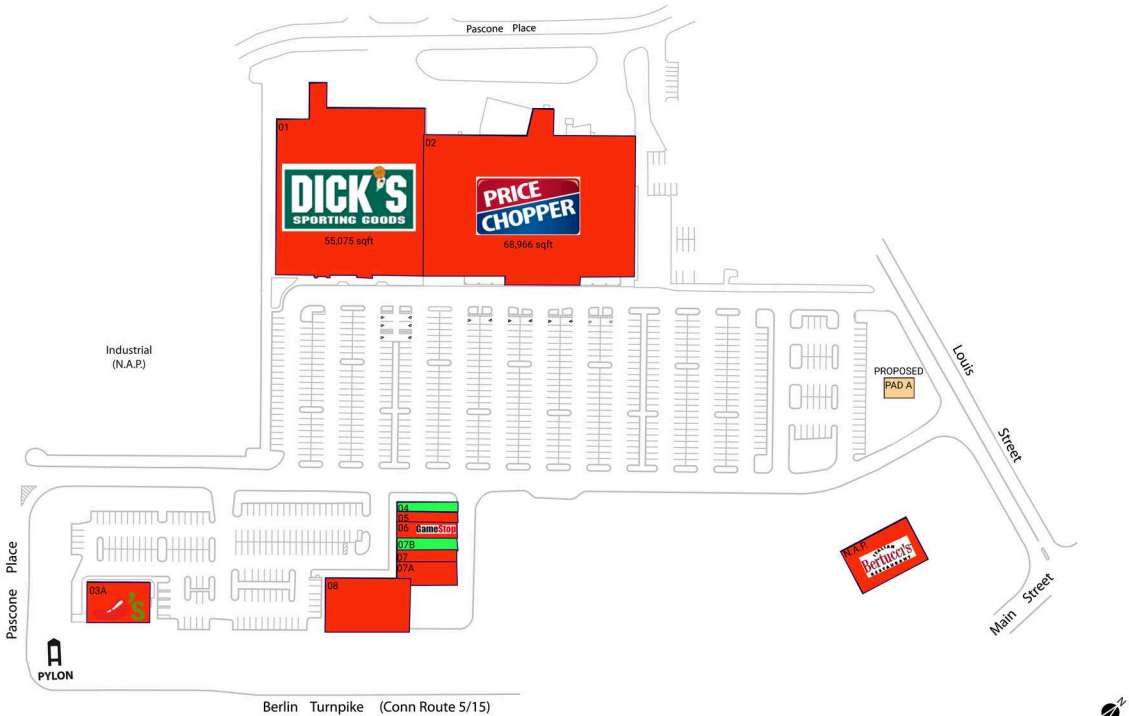 Pascone Place
01
02
DICK'S
SPORTING GOODS
55,075 sqft
PRICE
CHOPPER
68,966 sqft
Industrial
(N.A.P.)
Louis Street
PROPOSED
PAD A
04
05
06 GameStop
07B
07
07A
08
03A
's
N.A.P.
ITALIAN
Bertucci's
RESTAURANT
Pascone Place
Main Street
PYLON
Berlin Turnpike (Conn Route 5/15)
N